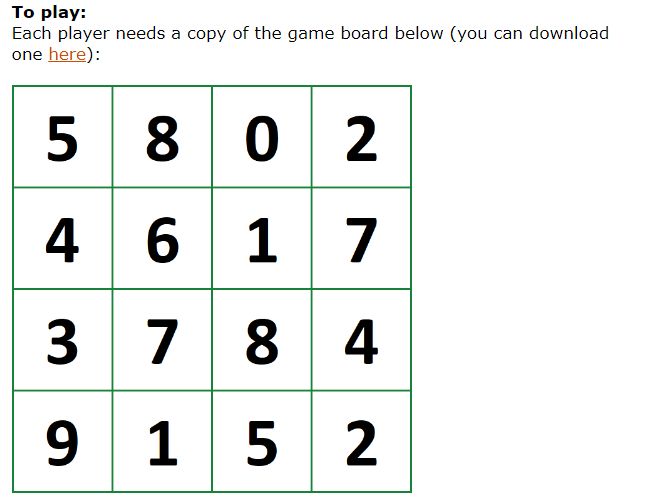 To play:
Each player needs a copy of the game board below (you can download
one here):
5 8 0 2
4 6 1 7
3 7 8 4
9 1 5 2